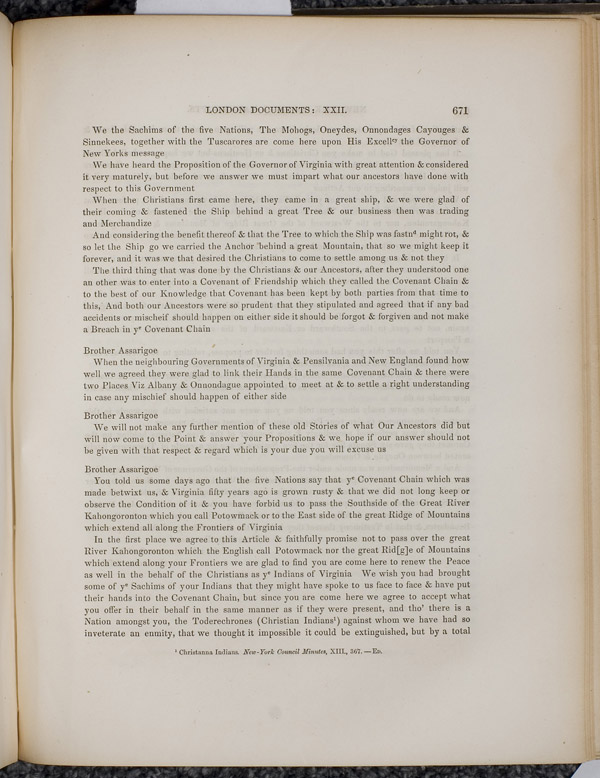 LONDON DOCUMENTS: XXII. 671
We the Sachims of the five Nations, The Mohogs, Oneydes, Onnondages Cayouges &
Sinnekees, together with the Tuscarores are come here upon His Excellcy the Governor of
New Yorks message
We have heard the Proposition of the Governor of Virginia with great attention & considered
it very maturely, but before we answer we must impart what our ancestors have done with
respect to this Government
When the Christians first came here, they came in a great ship, & we were glad of
their coming & fastened the Ship behind a great Tree & our business then was trading
and Merchandize
And considering the benefit thereof & that the Tree to which the Ship was fastnd might rot, &
so let the Ship go we carried the Anchor behind a great Mountain, that so we might keep it
forever, and it was we that desired the Christians to come to settle among us & not they
The third thing that was done by the Christians & our Ancestors, after they understood one
an other was to enter into a Covenant of Friendship which they called the Covenant Chain &
to the best of our Knowledge that Covenant has been kept by both parties from that time to
this, And both our Ancestors were so prudent that they stipulated and agreed that if any bad
accidents or mischeif should happen on either side it should be forgot & forgiven and not make
a Breach in ye Covenant Chain
Brother Assarigoe
When the neighbouring Governments of Virginia & Pensilvania and New England found how
well we agreed they were glad to link their Hands in the same Covenant Chain & there were
two Places Viz Albany & Onnondague appointed to meet at & to settle a right understanding
in case any mischief should happen of either side
Brother Assarigoe
We will not make any further mention of these old Stories of what Our Ancestors did but
will now come to the Point & answer your Propositions & we hope if our answer should not
be given with that respect & regard which is your due you will excuse us
Brother Assarigoe
You told us some days ago that the five Nations say that ye Covenant Chain which was
made betwixt us, & Virginia fifty years ago is grown rusty & that we did not long keep or
observe the Condition of it & you have forbid us to pass the Southside of the Great River
Kahongoronton which you call Potowmack or to the East side of the great Ridge of Mountains
which extend all along the Frontiers of Virginia
In the first place we agree to this Article & faithfully promise not to pass over the great
River Kahongoronton which the English call Potowmack nor the great Rid[g]e of Mountains
which extend along your Frontiers we are glad to find you are come here to renew the Peace
as well in the behalf of the Christians as ye Indians of Virginia We wish you had brought
some of ye Sachims of your Indians that they might have spoke to us face to face & have put
their hands into the Covenant Chain, but since you are come here we agree to accept what
you offer in their behalf in the same manner as if they were present, and tho' there is a
Nation amongst you, the Toderechrones (Christian Indians1) against whom we have had so
inveterate an enmity, that we thought it impossible it could be extinguished, but by a total
1 Christanna Indians. New-York Council Minutes, XIII., 367. — ED.